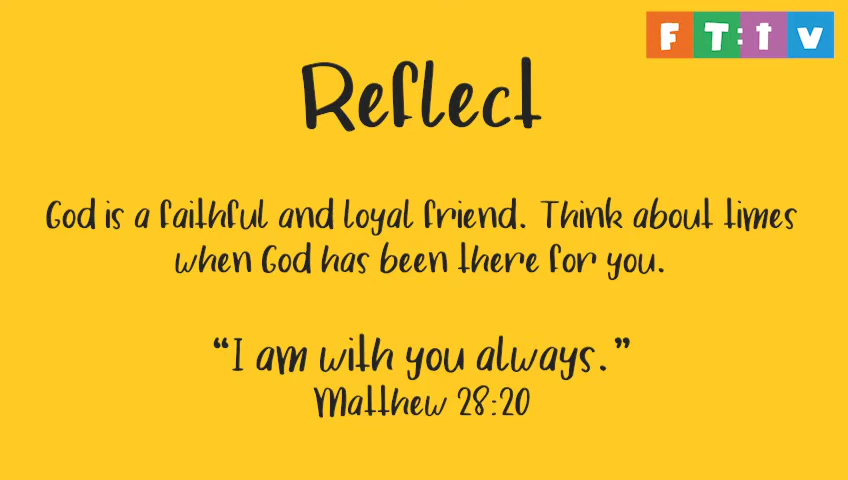 FT:TV
Reflect
God is a faithful and loyal friend. Think about times
when God has been there for you.
“I am with you always.”
Matthew 28:20